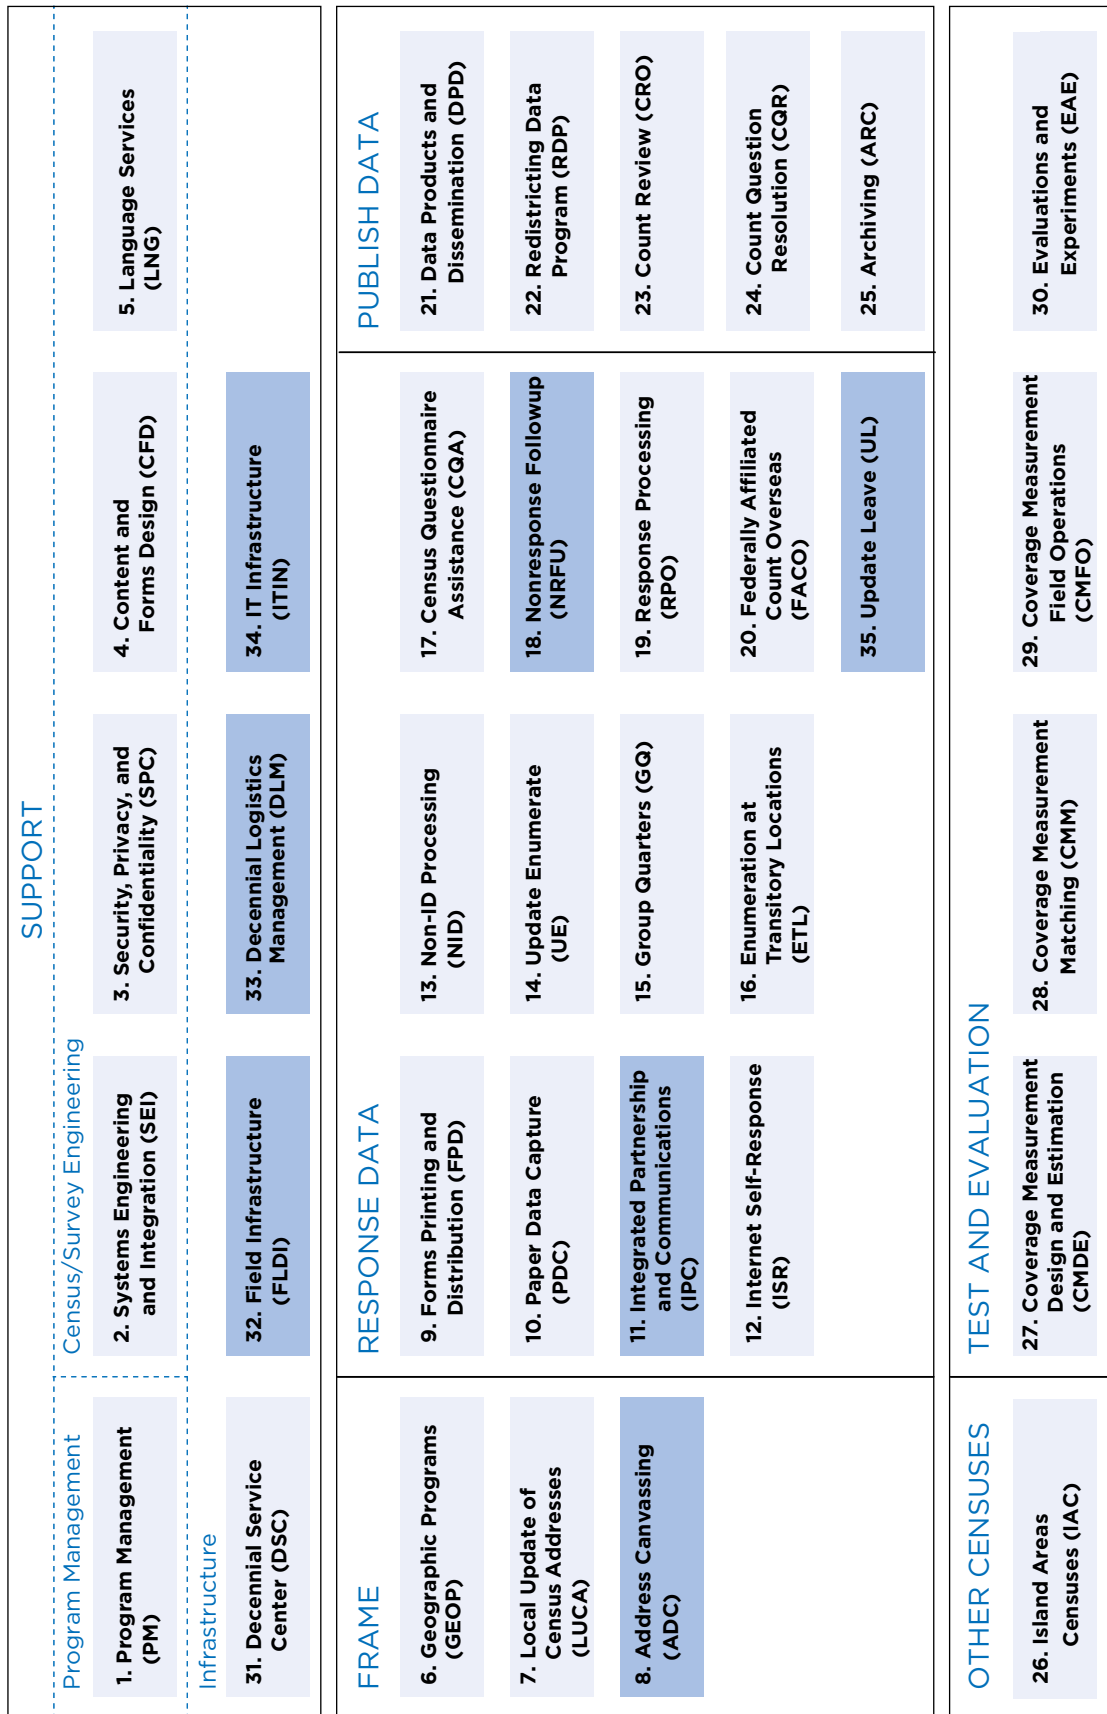 SUPPORT
Program Management
1. Program Management
(PM)
Census/Survey Engineering
2. Systems Engineering
and Integration (SEI)
3. Security, Privacy, and
Confidentiality (SPC)
4. Content and
Forms Design (CFD)
5. Language Services
(LNG)
Infrastructure
31. Decennial Service
Center (DSC)
32. Field Infrastructure
(FLDI)
33. Decennial Logistics
Management (DLM)
34. IT Infrastructure
(ITIN)
FRAME
6. Geographic Programs
(GEOP)
7. Local Update of
Census Addresses
(LUCA)
8. Address Canvassing
(ADC)
RESPONSE DATA
9. Forms Printing and
Distribution (FPD)
10. Paper Data Capture
(PDC)
11. Integrated Partnership
and Communications
(IPC)
12. Internet Self-Response
(ISR)
13. Non-ID Processing
(NID)
14. Update Enumerate
(UE)
15. Group Quarters (GQ)
16. Enumeration at
Transitory Locations
(ETL)
17. Census Questionnaire
Assistance (CQA)
18. Nonresponse Followup
(NRFU)
19. Response Processing
(RPO)
20. Federally Affiliated
Count Overseas
(FACO)
35. Update Leave (UL)
PUBLISH DATA
21. Data Products and
Dissemination (DPD)
22. Redistricting Data
Program (RDP)
23. Count Review (CRO)
24. Count Question
Resolution (CQR)
25. Archiving (ARC)
OTHER CENSUSES
26. Island Areas
Censuses (IAC)
TEST AND EVALUATION
27. Coverage Measurement
Design and Estimation
(CMDE)
28. Coverage Measurement
Matching (CMM)
29. Coverage Measurement
Field Operations
(CMFO)
30. Evaluations and
Experiments (EAE)